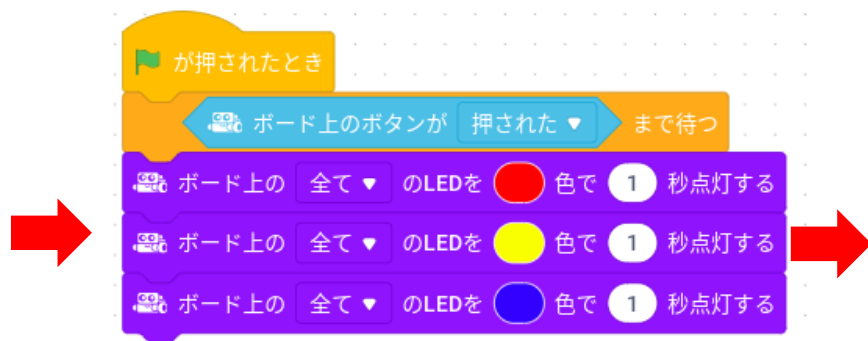 が押されたとき
ボード上のボタンが 押された まで待つ
ボード上の 全て のLEDを 色で 1 秒点灯する
ボード上の 全て のLEDを 色で 1 秒点灯する
ボード上の 全て のLEDを 色で 1 秒点灯する